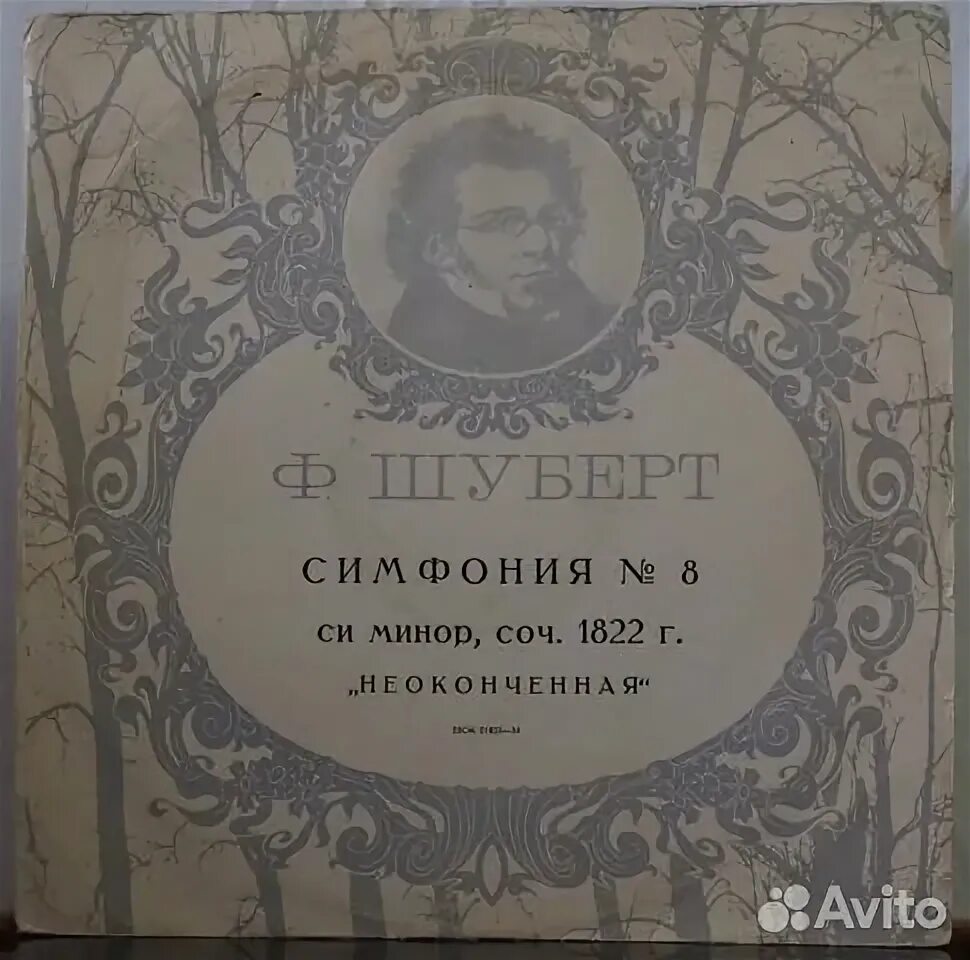 Ф ШУБЕРТ
СИМФОНИЯ № 8
си минор, соч. 1822 г.
„НЕОКОНЧЕННАЯ“
Avito